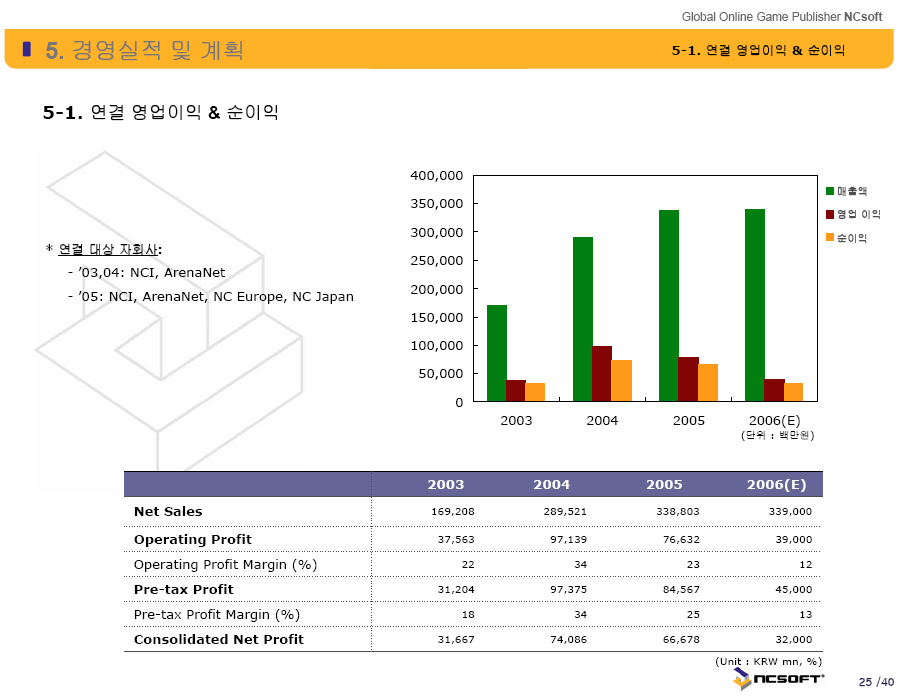 Global Online Game Publisher NCsoft
5. 경영실적 및 계획
5-1. 연결 영업이익 & 순이익
5-1. 연결 영업이익 & 순이익
* 연결 대상 자회사:
- ’03,04: NCI, ArenaNet
- ’05: NCI, ArenaNet, NC Europe, NC Japan
400,000
350,000
300,000
250,000
200,000
150,000
100,000
50,000
0
2003 2004 2005 2006(E)
(단위 : 백만원)
매출액
영업 이익
순이익
2003 2004 2005 2006(E)
Net Sales 169,208 289,521 338,803 339,000
Operating Profit 37,563 97,139 76,632 39,000
Operating Profit Margin (%) 22 34 23 12
Pre-tax Profit 31,204 97,375 84,567 45,000
Pre-tax Profit Margin (%) 18 34 25 13
Consolidated Net Profit 31,667 74,086 66,678 32,000
(Unit : KRW mn, %)
NCSOFT
25 /40